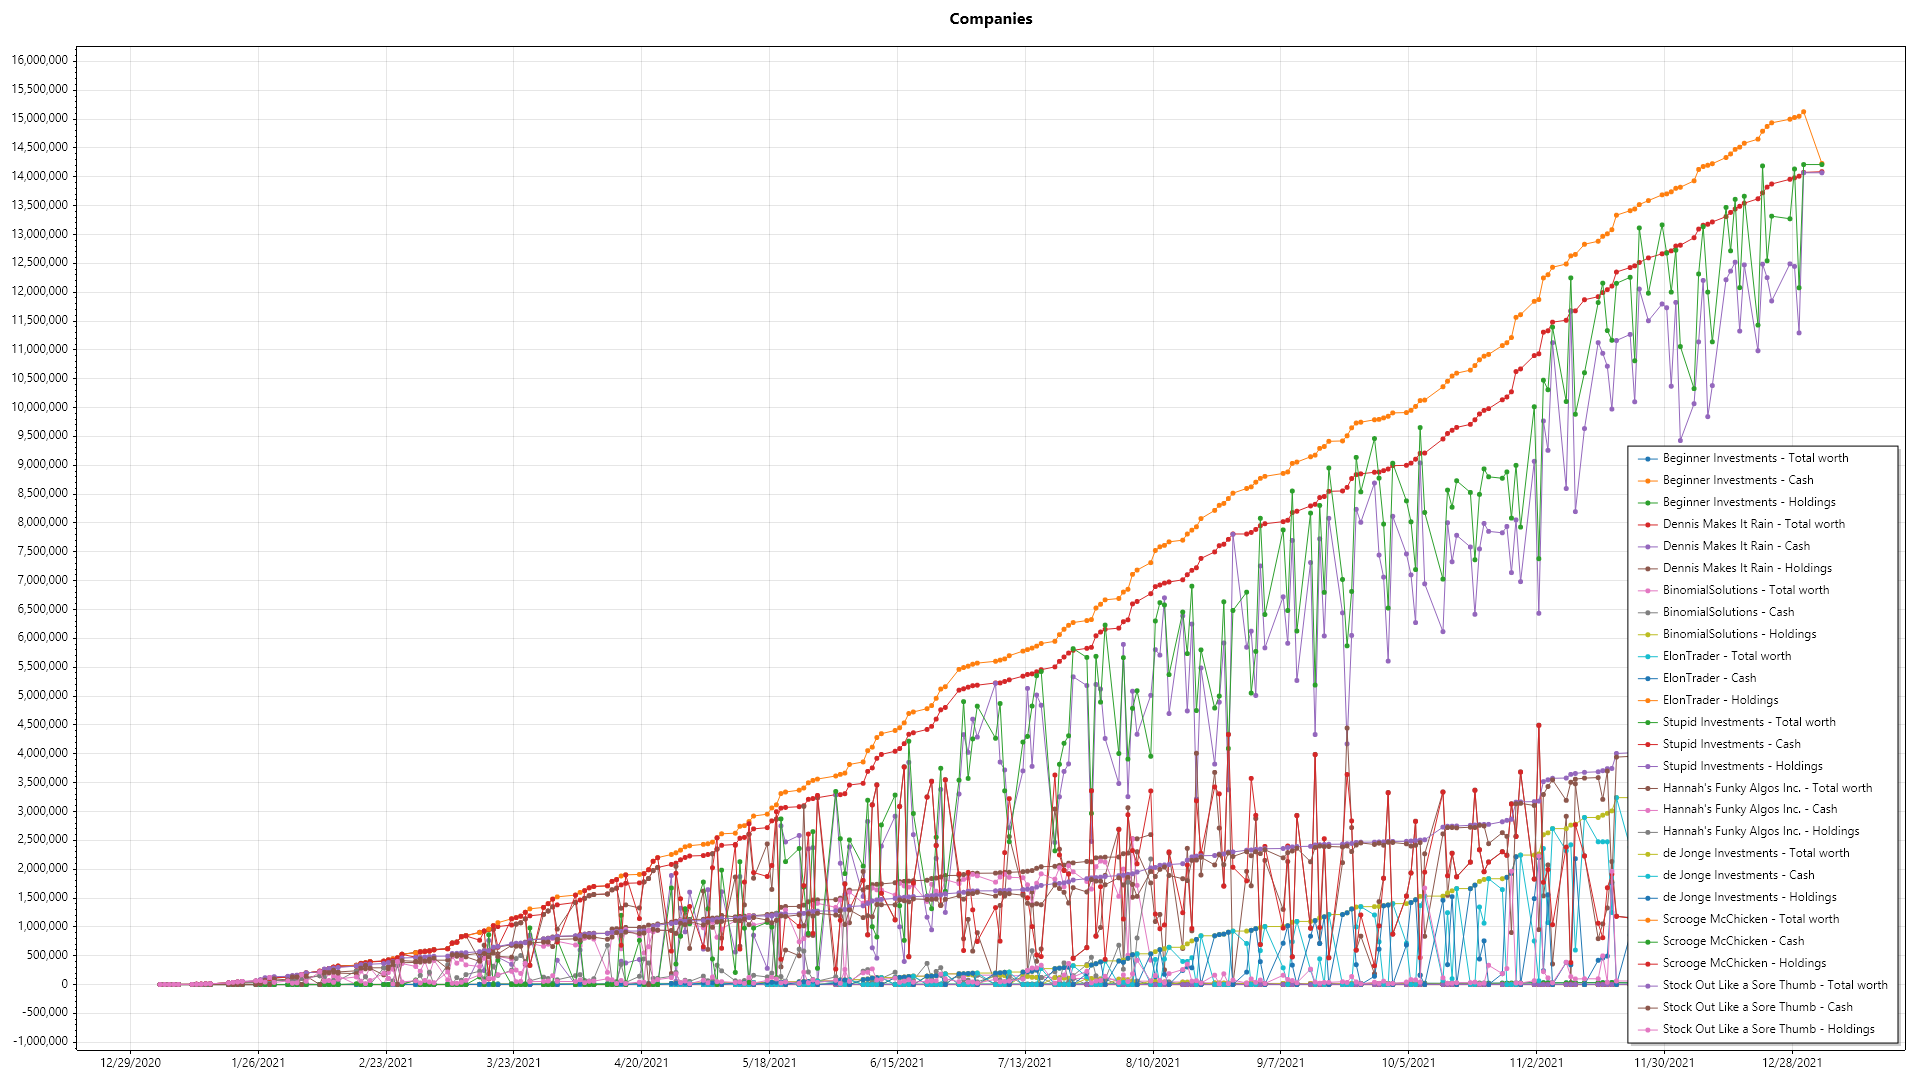 Companies
16,000,000
15,500,000
15,000,000
14,500,000
14,000,000
13,500,000
13,000,000
12,500,000
12,000,000
11,500,000
11,000,000
10,500,000
10,000,000
9,500,000
9,000,000
8,500,000
8,000,000
7,500,000
7,000,000
6,500,000
6,000,000
5,500,000
5,000,000
4,500,000
4,000,000
3,500,000
3,000,000
2,500,000
2,000,000
1,500,000
1,000,000
500,000
0
-500,000
-1,000,000
12/29/2020 1/26/2021 2/23/2021 3/23/2021 4/20/2021 5/18/2021 6/15/2021 7/13/2021 8/10/2021 9/7/2021 10/5/2021 11/2/2021 11/30/2021 12/28/2021
Beginner Investments - Total worth
Beginner Investments - Cash
Beginner Investments - Holdings
Dennis Makes It Rain - Total worth
Dennis Makes It Rain - Cash
Dennis Makes It Rain - Holdings
BinomialSolutions - Total worth
BinomialSolutions - Cash
BinomialSolutions - Holdings
ElonTrader - Total worth
ElonTrader - Cash
ElonTrader - Holdings
Stupid Investments - Total worth
Stupid Investments - Cash
Stupid Investments - Holdings
Hannah's Funky Algos Inc. - Total worth
Hannah's Funky Algos Inc. - Cash
Hannah's Funky Algos Inc. - Holdings
de Jonge Investments - Total worth
de Jonge Investments - Cash
de Jonge Investments - Holdings
Scrooge McChicken - Total worth
Scrooge McChicken - Cash
Scrooge McChicken - Holdings
Stock Out Like a Sore Thumb - Total worth
Stock Out Like a Sore Thumb - Cash
Stock Out Like a Sore Thumb - Holdings